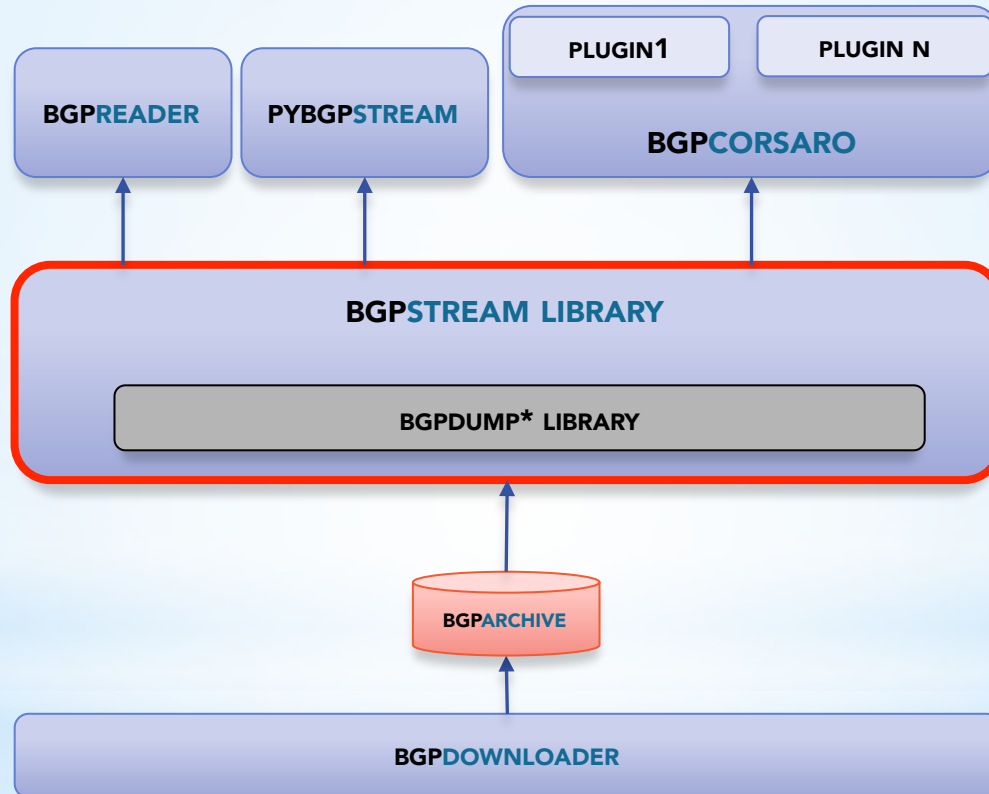 PLUGIN1
PLUGIN N
BGPREADER
PYBGPSTREAM
BGPCORSARO
BGPSTREAM LIBRARY
BGPDUMP* LIBRARY
BGPARCHIVE
BGPDOWNLOADER